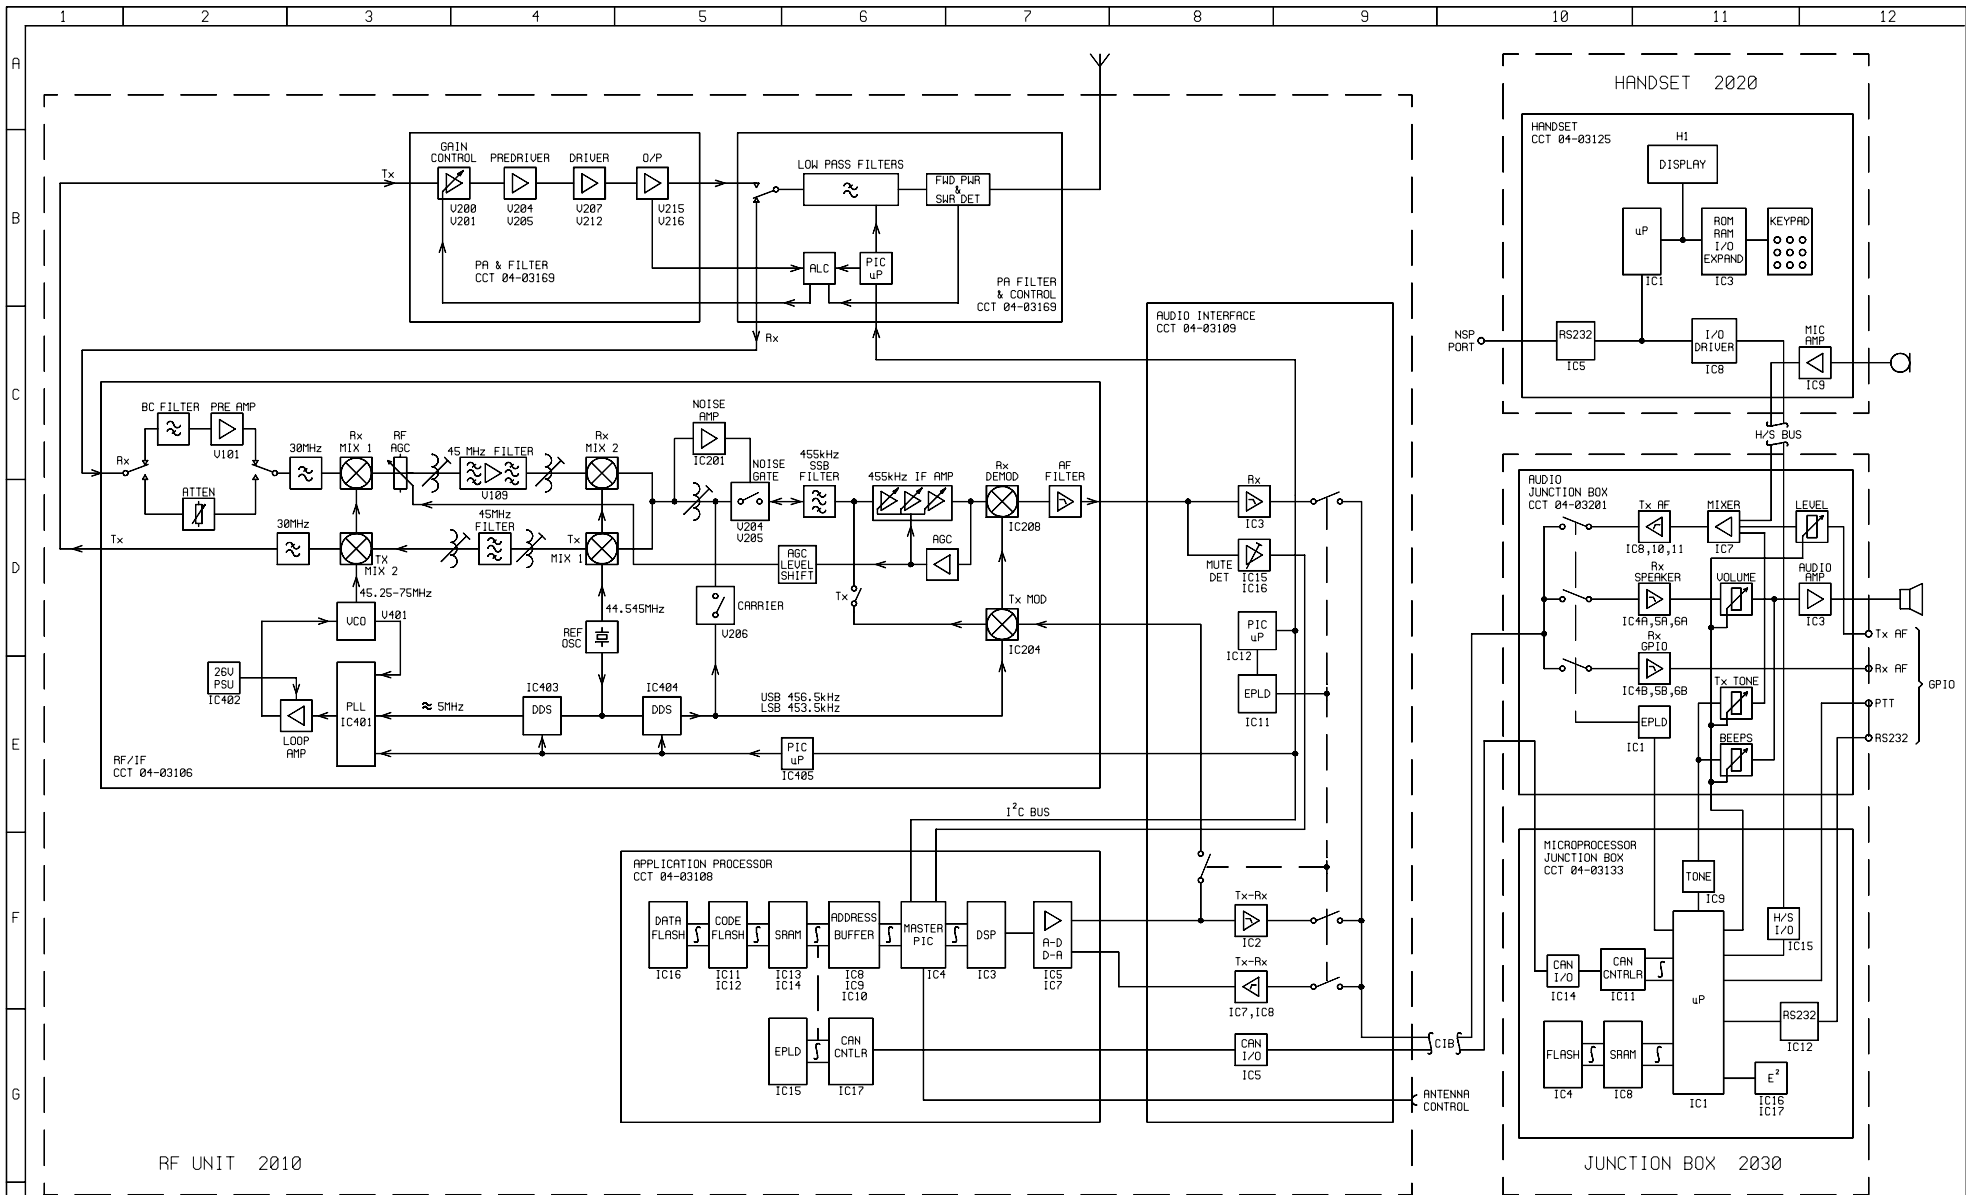 1 2 3 4 5 6 7 8 9 10 11 12
A
B
C
D
E
F
G
HANDSET 2020
HANDSET
CCT 04-03125
H1
DISPLAY
uP
IC1
ROM
RAM
I/O
EXPAND
IC3
KEYPAD
RS232
IC5
I/O
DRIVER
IC8
MIC
AMP
IC9
NSP
PORT
H/S BUS
Tx
GAIN
CONTROL
V200
V201
PREDRIVER
V204
V205
DRIVER
V207
V212
O/P
V215
V216
PA & FILTER
CCT 04-03169
LOW PASS FILTERS
FWD PWR
&
SWR DET
ALC
PIC
uP
PA FILTER
& CONTROL
CCT 04-03169
Rx
BC FILTER
PRE AMP
V101
Rx
ATTEN
30MHz
Rx
MIX 1
RF
AGC
45 MHz FILTER
V109
Rx
MIX 2
NOISE
AMP
IC201
NOISE
GATE
V204
V205
455kHz
SSB
FILTER
455kHz IF AMP
Rx
DEMOD
IC208
AF
FILTER
Tx
30MHz
TX
MIX 2
45MHz
FILTER
Tx
MIX 1
AGC
LEVEL
SHIFT
AGC
45.25-75MHz
VCO
V401
44.545MHz
REF
OSC
CARRIER
V206
Tx
Tx MOD
IC204
26V
PSU
IC402
LOOP
AMP
PLL
IC401
≈ 5MHz
IC403
DDS
IC404
DDS
USB 456.5kHz
LSB 453.5kHz
PIC
uP
IC405
RF/IF
CCT 04-03106
AUDIO INTERFACE
CCT 04-03109
Rx
IC3
MUTE
DET
IC15
IC16
PIC
uP
IC12
EPLD
IC11
Tx-Rx
IC2
Tx-Rx
IC7,IC8
CAN
I/O
IC5
I²C BUS
APPLICATION PROCESSOR
CCT 04-03108
DATA
FLASH
IC16
CODE
FLASH
IC11
IC12
SRAM
IC13
IC14
ADDRESS
BUFFER
IC8
IC9
IC10
MASTER
PIC
IC4
DSP
IC3
A-D
D-A
IC5
IC7
EPLD
IC15
CAN
CNTLR
IC17
CIB
ANTENNA
CONTROL
AUDIO
JUNCTION BOX
CCT 04-03201
Tx AF
IC8,10,11
MIXER
IC7
LEVEL
Rx
SPEAKER
IC4A,5A,6A
VOLUME
AUDIO
AMP
IC3
Rx
GPIO
IC4B,5B,6B
Tx TONE
EPLD
IC1
BEEPS
Tx AF
Rx AF
PTT
RS232
GPIO
MICROPROCESSOR
JUNCTION BOX
CCT 04-03133
TONE
IC9
H/S
I/O
IC15
CAN
I/O
IC14
CAN
CNTRLR
IC11
uP
IC1
RS232
IC12
FLASH
IC4
SRAM
IC8
E²
IC16
IC17
RF UNIT 2010
JUNCTION BOX 2030